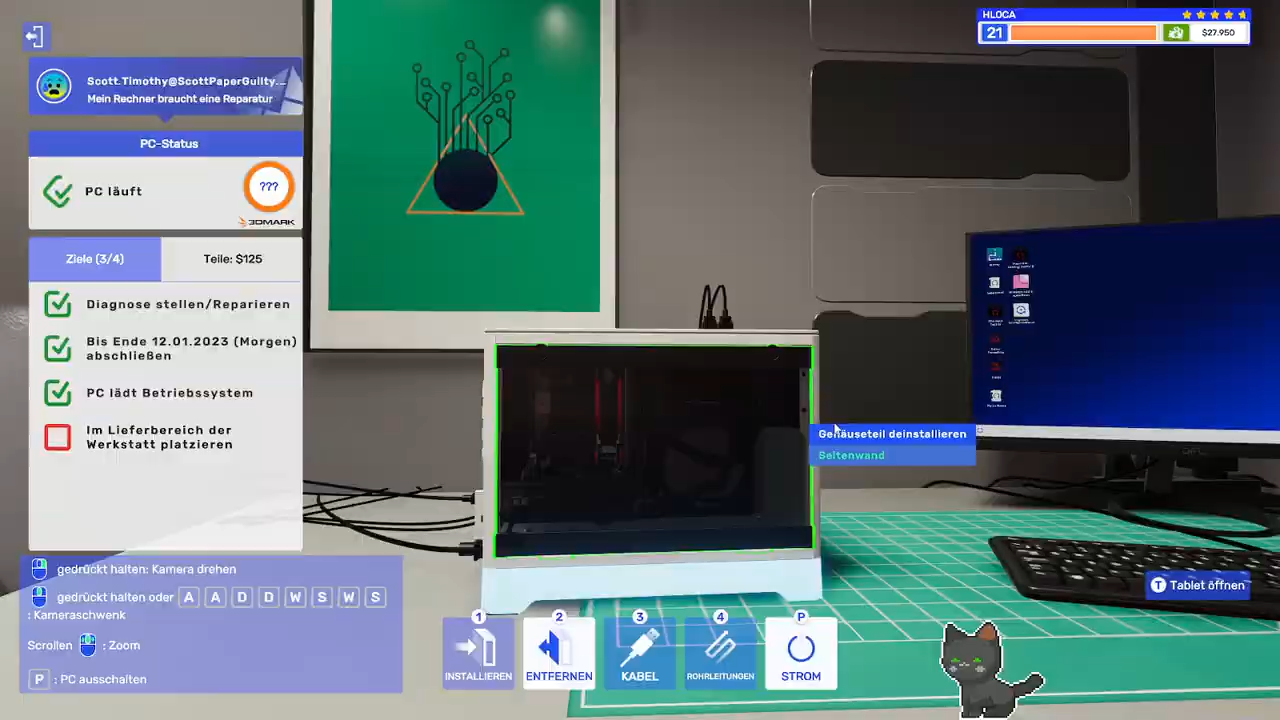 HLOCA
21
$27.950
Scott.Timothy@ScottPaperGuilty....
Mein Rechner braucht eine Reparatur
PC-Status
PC läuft
???
3DMARK
Ziele (3/4)
Teile: $125
Diagnose stellen/Reparieren
Bis Ende 12.01.2023 (Morgen)
abschließen
PC lädt Betriebssystem
Im Lieferbereich der
Werkstatt platzieren
Gehäuseteil deinstallieren
Seitenwand
gedrückt halten: Kamera drehen
gedrückt halten oder A A D D W S W S
: Kameraschwenk
Scrollen : Zoom
P : PC ausschalten
1
INSTALLIEREN
2
ENTFERNEN
3
KABEL
4
ROHRLEITUNGEN
P
STROM
T Tablet öffnen